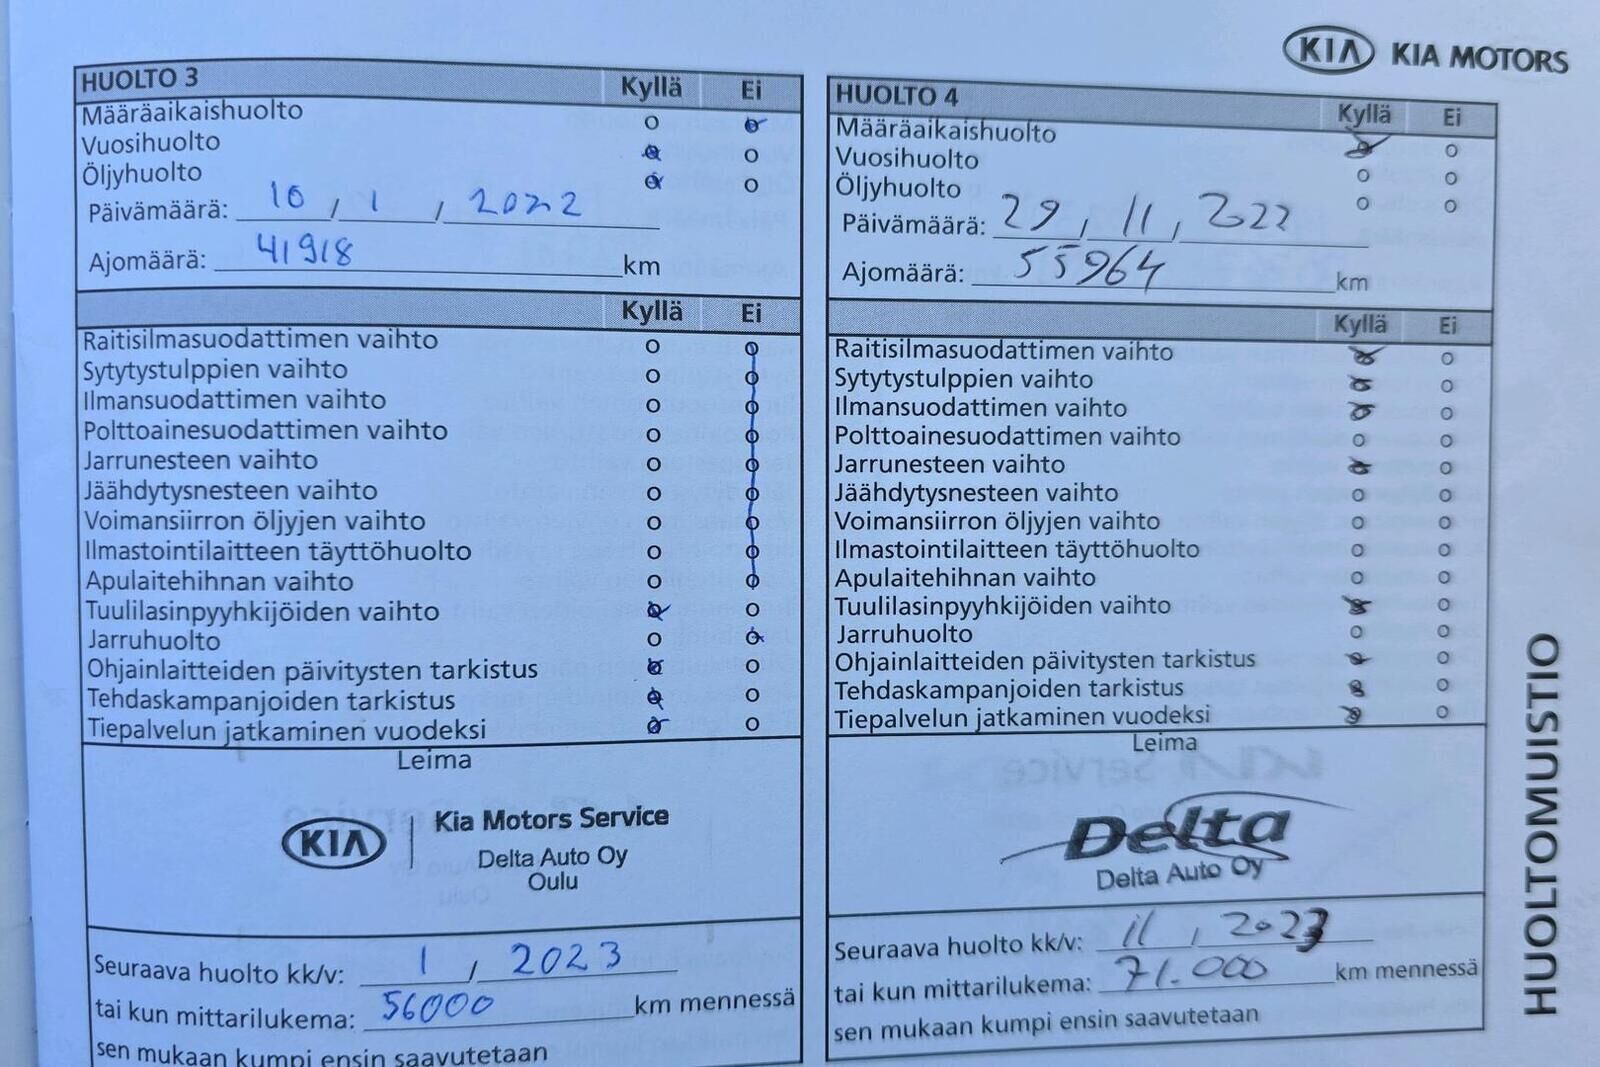 KIA KIA MOTORS
HUOLTO 3 Kyllä Ei
Määräaikaishuolto
Vuosihuolto
Öljyhuolto
Päivämäärä: 10 / 1 / 2022
Ajomäärä: 41918 km
Kyllä Ei
Raitisilmasuodattimen vaihto
Sytytystulppien vaihto
Ilmansuodattimen vaihto
Polttoainesuodattimen vaihto
Jarrunesteen vaihto
Jäähdytysnesteen vaihto
Voimansiirron öljyjen vaihto
Ilmastointilaitteen täyttöhuolto
Apulaitehihnan vaihto
Tuulilasinpyyhkijöiden vaihto
Jarruhuolto
Ohjainlaitteiden päivitysten tarkistus
Tehdaskampanjoiden tarkistus
Tiepalvelun jatkaminen vuodeksi
Leima
KIA Kia Motors Service
Delta Auto Oy
Oulu
Seuraava huolto kk/v: 1 / 2023
tai kun mittarilukema: 56000 km mennessä
sen mukaan kumpi ensin saavutetaan
HUOLTO 4 Kyllä Ei
Määräaikaishuolto
Vuosihuolto
Öljyhuolto
Päivämäärä: 29 / 11 / 2022
Ajomäärä: 55964 km
Kyllä Ei
Raitisilmasuodattimen vaihto
Sytytystulppien vaihto
Ilmansuodattimen vaihto
Polttoainesuodattimen vaihto
Jarrunesteen vaihto
Jäähdytysnesteen vaihto
Voimansiirron öljyjen vaihto
Ilmastointilaitteen täyttöhuolto
Apulaitehihnan vaihto
Tuulilasinpyyhkijöiden vaihto
Jarruhuolto
Ohjainlaitteiden päivitysten tarkistus
Tehdaskampanjoiden tarkistus
Tiepalvelun jatkaminen vuodeksi
Leima
Delta
Delta Auto Oy
Seuraava huolto kk/v: 11 / 2023
tai kun mittarilukema: 71.000 km mennessä
sen mukaan kumpi ensin saavutetaan
HUOLTOMUISTIO